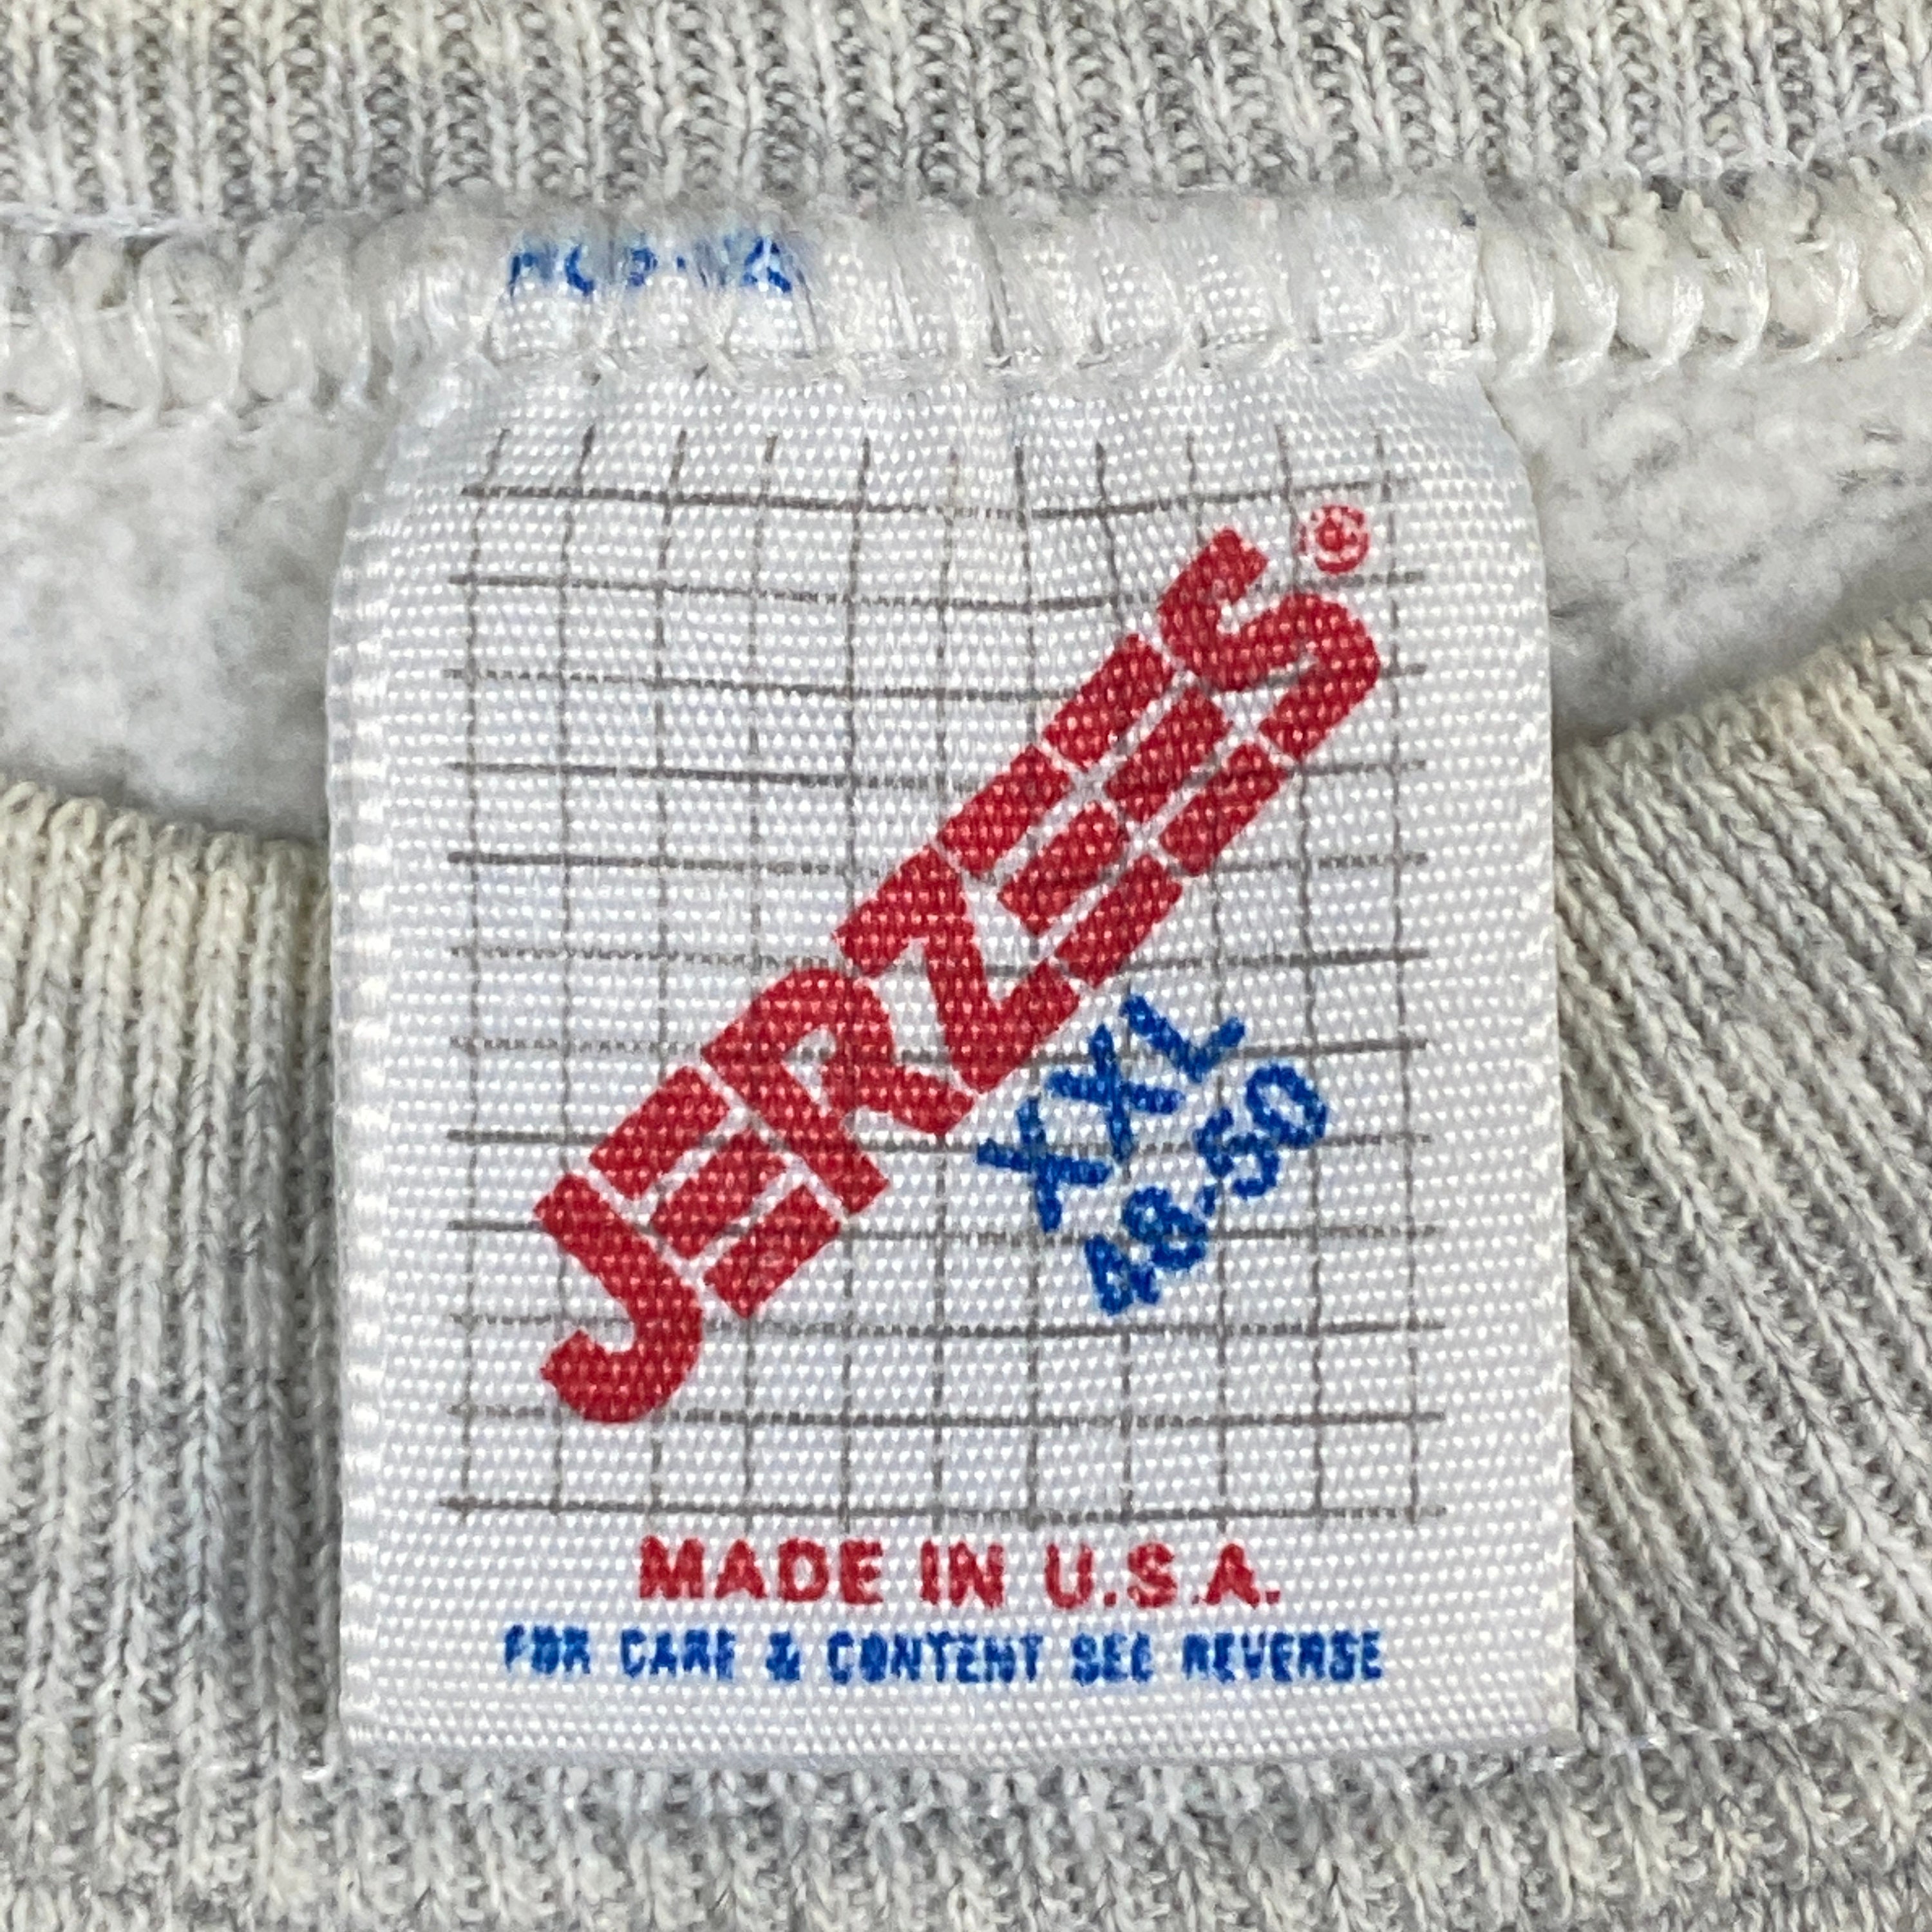 JERZEES®
XXL
48-50
MADE IN U.S.A.
FOR CARE & CONTENT SEE REVERSE